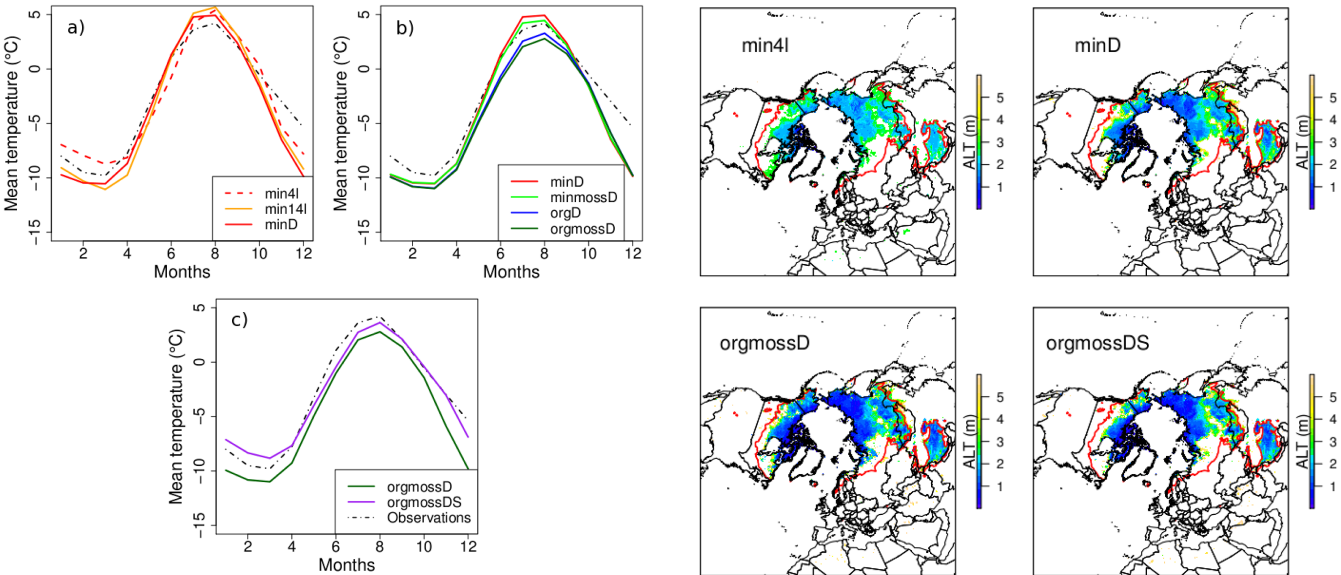 a)
Mean temperature (°C)
5
0
−5
−10
−15
2
4
6
8
10
12
Months
min4l
min14l
minD
b)
Mean temperature (°C)
5
0
−5
−10
−15
2
4
6
8
10
12
Months
minD
minmossD
orgD
orgmossD
c)
Mean temperature (°C)
5
0
−5
−10
−15
2
4
6
8
10
12
Months
orgmossD
orgmossDS
Observations
min4l
ALT (m)
5
4
3
2
1
minD
ALT (m)
5
4
3
2
1
orgmossD
ALT (m)
5
4
3
2
1
orgmossDS
ALT (m)
5
4
3
2
1